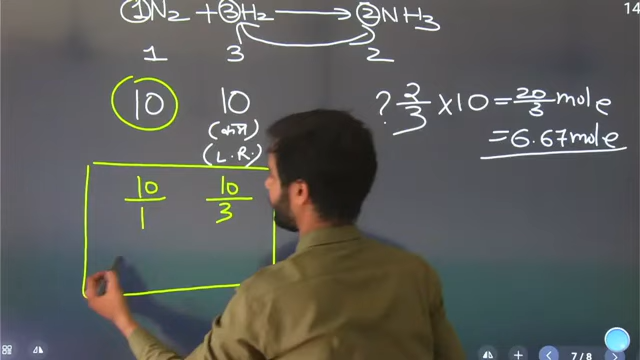 ①N₂ + ③H₂ → ②NH₃
14
1 3 2
10 10 ? 2/3 ×10 = 20/3 mole
(कम)
(L.R.)
= 6.67 mole
10/1 10/3
7/8